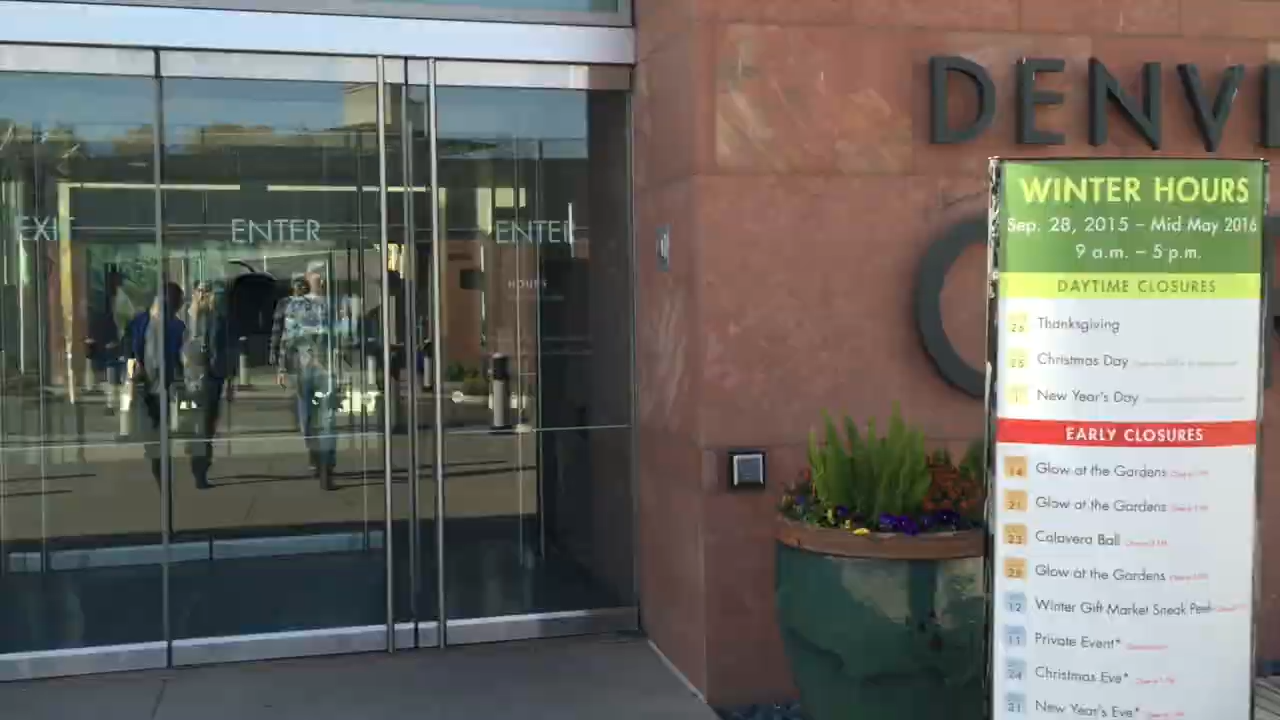 DENV
EXIT
ENTER
ENTER
HOURS
WINTER HOURS
Sep. 28, 2015 – Mid May 2016
9 a.m. – 5 p.m.
DAYTIME CLOSURES
26 Thanksgiving
25 Christmas Day
New Year's Day
EARLY CLOSURES
14 Glow at the Gardens
21 Glow at the Gardens
23 Calavera Ball
28 Glow at the Gardens
12 Winter Gift Market Sneak Peek
11 Private Event*
24 Christmas Eve*
31 New Year's Eve*